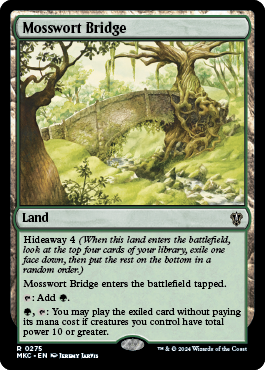 Mosswort Bridge
Land
Hideaway 4 (When this land enters the battlefield,
look at the top four cards of your library, exile one
face down, then put the rest on the bottom in a
random order.)
Mosswort Bridge enters the battlefield tapped.
: Add .
, : You may play the exiled card without paying
its mana cost if creatures you control have total
power 10 or greater.
R 0275
MKC • EN Jeremy Jarvis
™ & © 2024 Wizards of the Coast